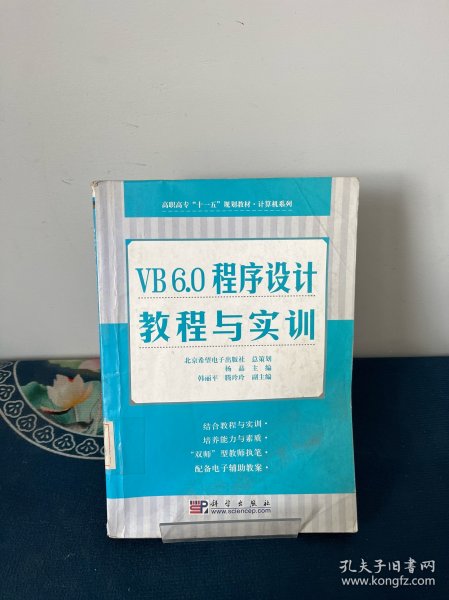 高职高专“十一五”规划教材·计算机系列
VB 6.0 程序设计
教程与实训
北京希望电子出版社 总策划
杨晶 主编
韩丽平 腾玲玲 副主编
结合教程与实训·
培养能力与素质·
“双师”型教师执笔·
配备电子辅助教案·
科学出版社
www.sciencep.com
孔夫子旧书网
www.kongfz.com